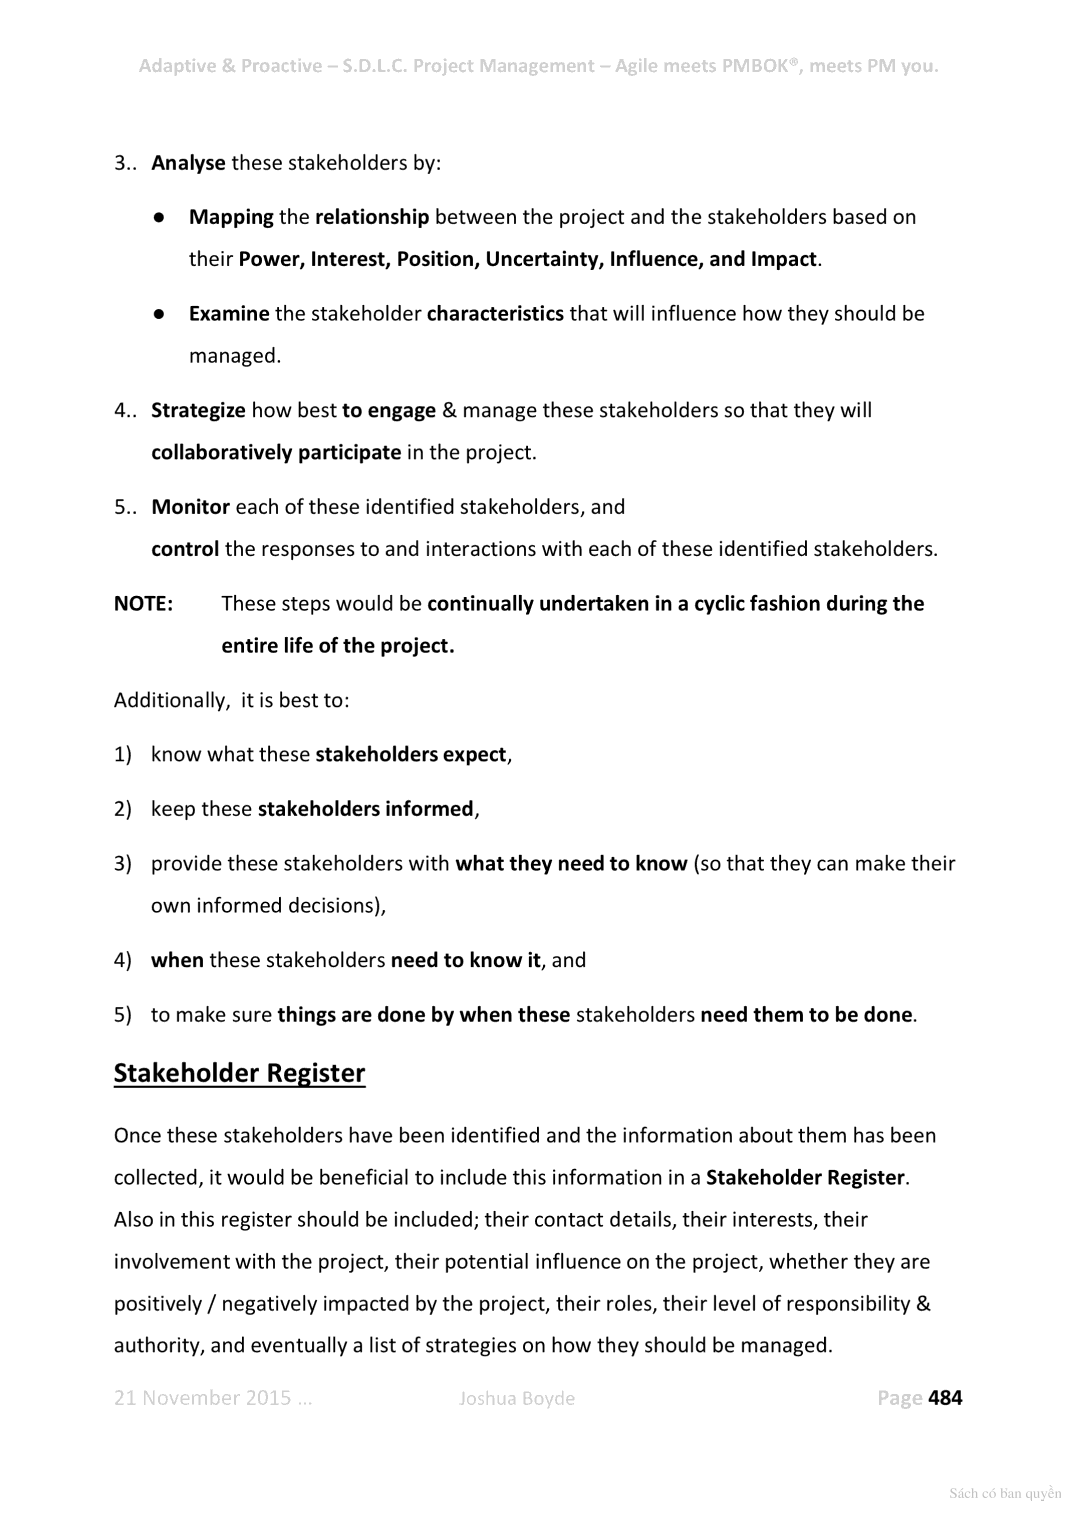 Adaptive & Proactive – S.D.L.C. Project Management – Agile meets PMBOK®, meets PM you.
3.. Analyse these stakeholders by:
● Mapping the relationship between the project and the stakeholders based on
their Power, Interest, Position, Uncertainty, Influence, and Impact.
● Examine the stakeholder characteristics that will influence how they should be
managed.
4.. Strategize how best to engage & manage these stakeholders so that they will
collaboratively participate in the project.
5.. Monitor each of these identified stakeholders, and
control the responses to and interactions with each of these identified stakeholders.
NOTE: These steps would be continually undertaken in a cyclic fashion during the
entire life of the project.
Additionally, it is best to:
1) know what these stakeholders expect,
2) keep these stakeholders informed,
3) provide these stakeholders with what they need to know (so that they can make their
own informed decisions),
4) when these stakeholders need to know it, and
5) to make sure things are done by when these stakeholders need them to be done.
Stakeholder Register
Once these stakeholders have been identified and the information about them has been
collected, it would be beneficial to include this information in a Stakeholder Register.
Also in this register should be included; their contact details, their interests, their
involvement with the project, their potential influence on the project, whether they are
positively / negatively impacted by the project, their roles, their level of responsibility &
authority, and eventually a list of strategies on how they should be managed.
21 November 2015 ... Joshua Boyde Page 484
Sách có bản quyền